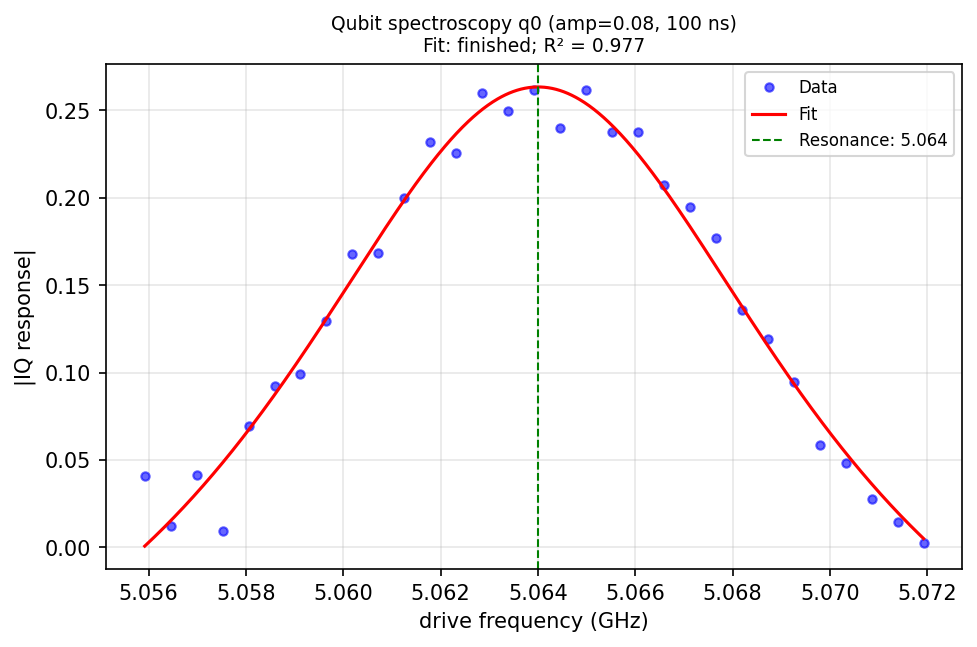 Qubit spectroscopy q0 (amp=0.08, 100 ns)
Fit: finished; R² = 0.977
Data
Fit
Resonance: 5.064
|IQ response|
0.25
0.20
0.15
0.10
0.05
0.00
5.056 5.058 5.060 5.062 5.064 5.066 5.068 5.070 5.072
drive frequency (GHz)